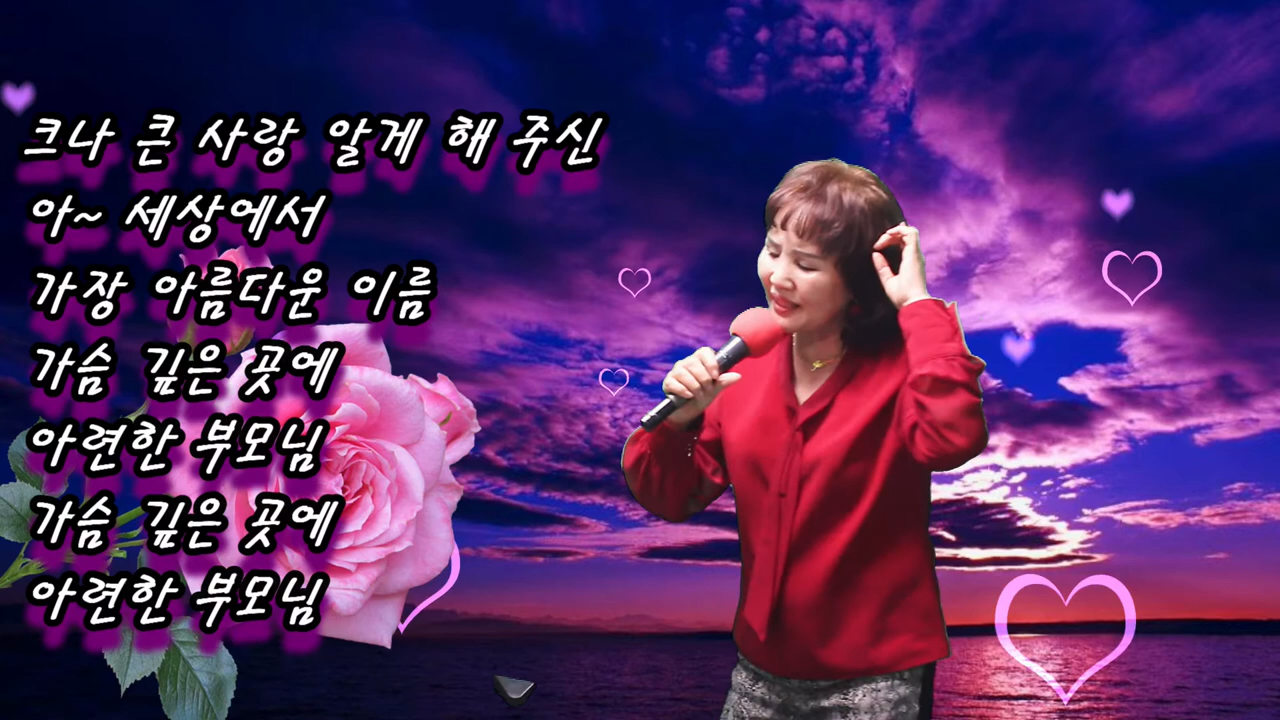 크나 큰 사랑 알게 해 주신
아~ 세상에서
가장 아름다운 이름
가슴 깊은 곳에
아련한 부모님
가슴 깊은 곳에
아련한 부모님